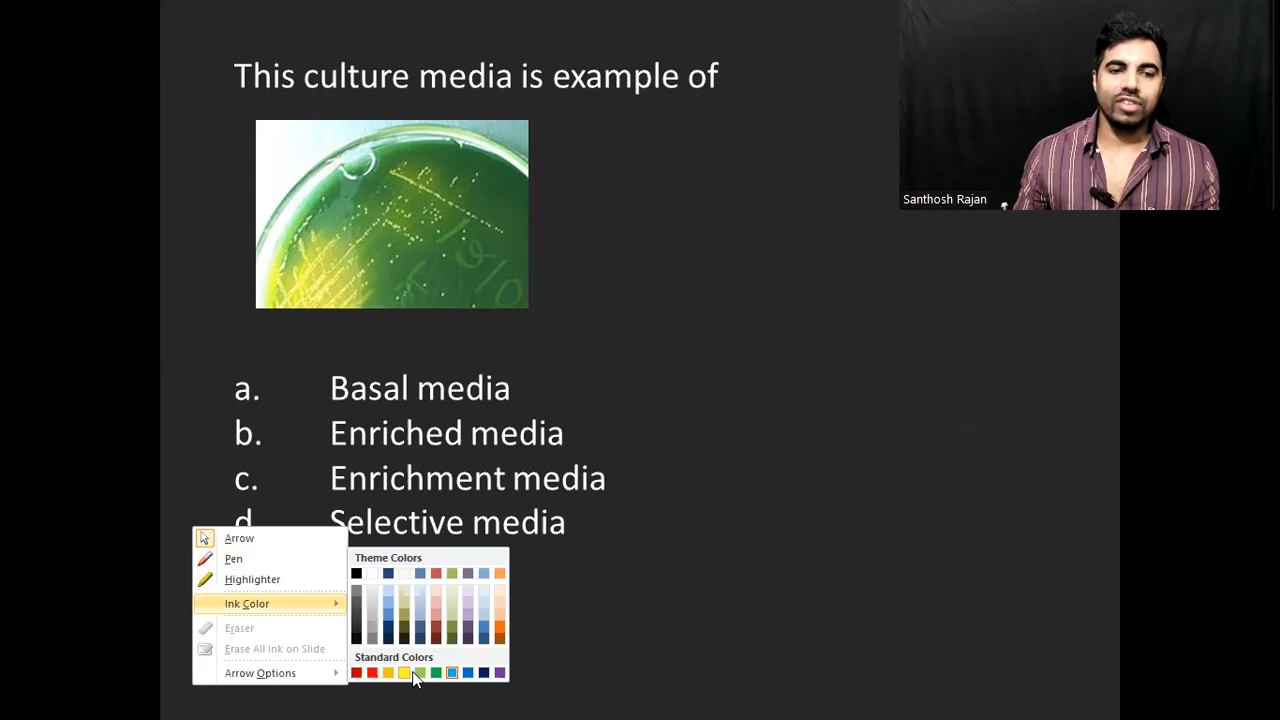 This culture media is example of
Santhosh Rajan
a. Basal media
b. Enriched media
c. Enrichment media
d. Selective media
Arrow
Pen
Highlighter
Ink Color
Eraser
Erase All Ink on Slide
Arrow Options
Theme Colors
Standard Colors